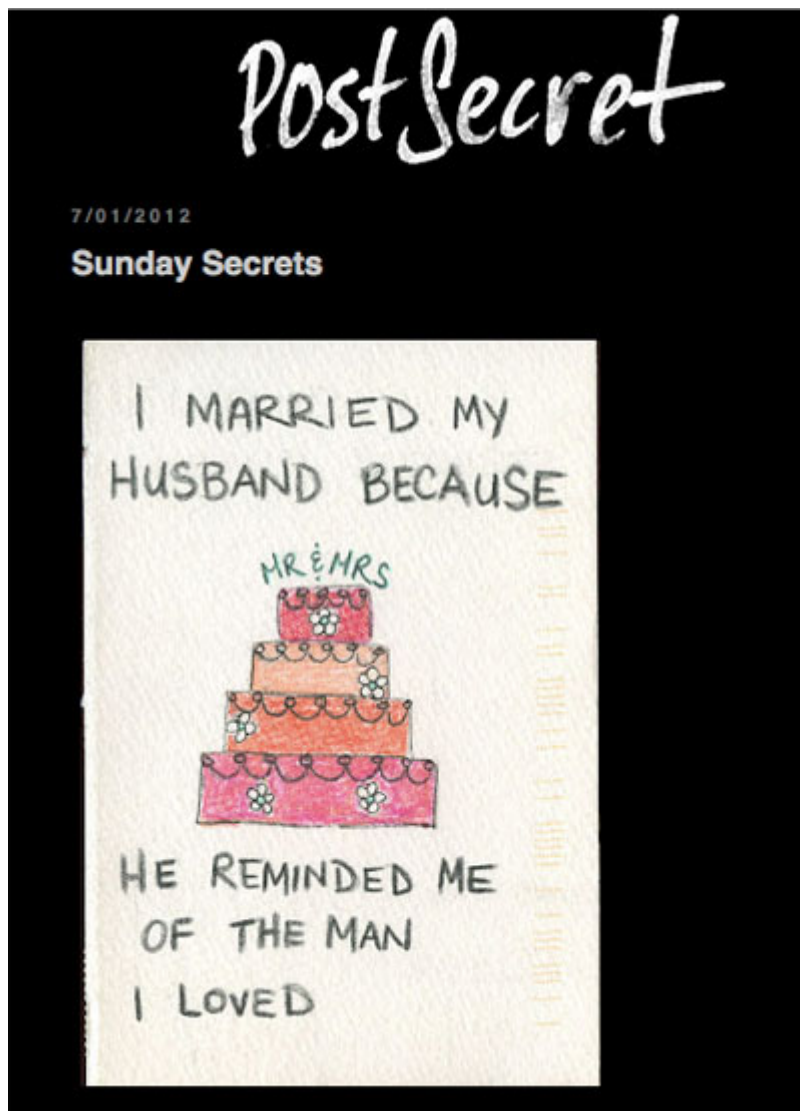 PostSecret
7/01/2012
Sunday Secrets
I MARRIED MY
HUSBAND BECAUSE
MR & MRS
HE REMINDED ME
OF THE MAN
I LOVED